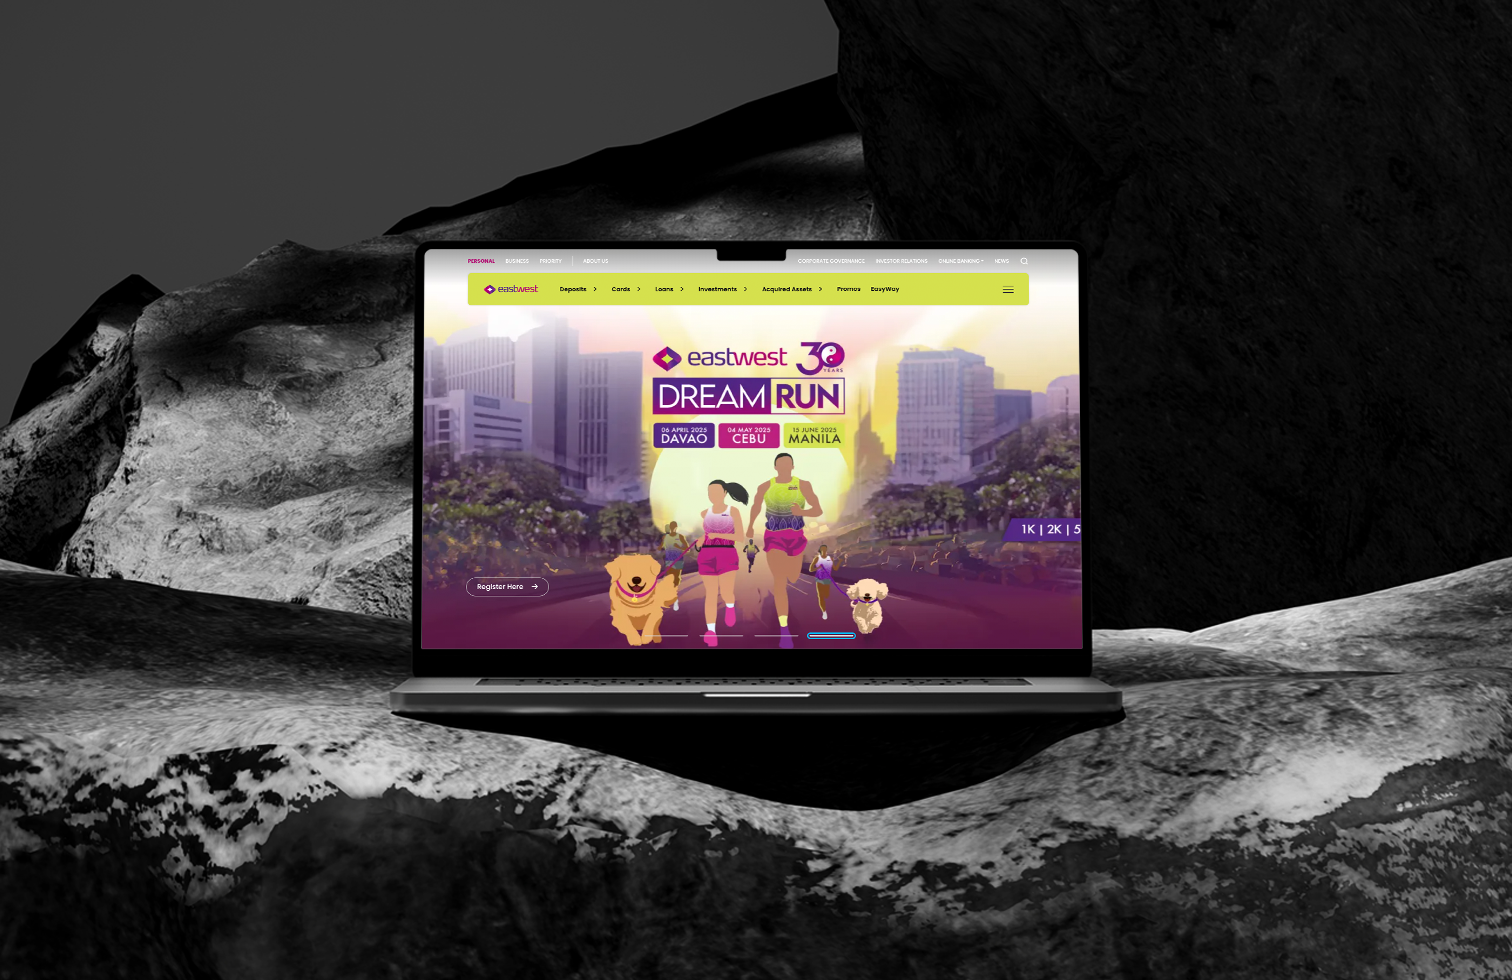 PERSONAL BUSINESS PRIORITY ABOUT US CORPORATE GOVERNANCE INVESTOR RELATIONS ONLINE BANKING NEWS
eastwest Deposits Cards Loans Investments Acquired Assets Promos EasyWay
eastwest 30 YEARS
DREAM RUN
06 APRIL 2025 DAVAO
04 MAY 2025 CEBU
15 JUNE 2025 MANILA
1K | 2K | 5
Register Here →